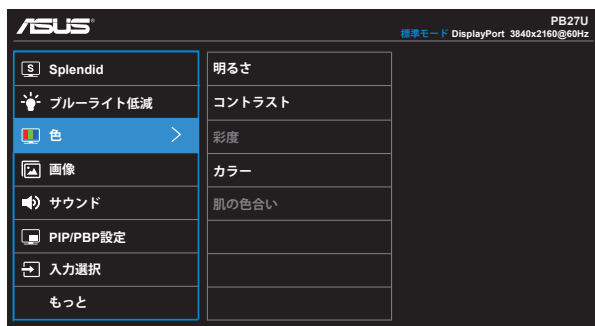 ASUS
PB27U
標準モード DisplayPort 3840x2160@60Hz
S Splendid
ブルーライト低減
色
画像
サウンド
PIP/PBP設定
入力選択
もっと
明るさ
コントラスト
彩度
カラー
肌の色合い